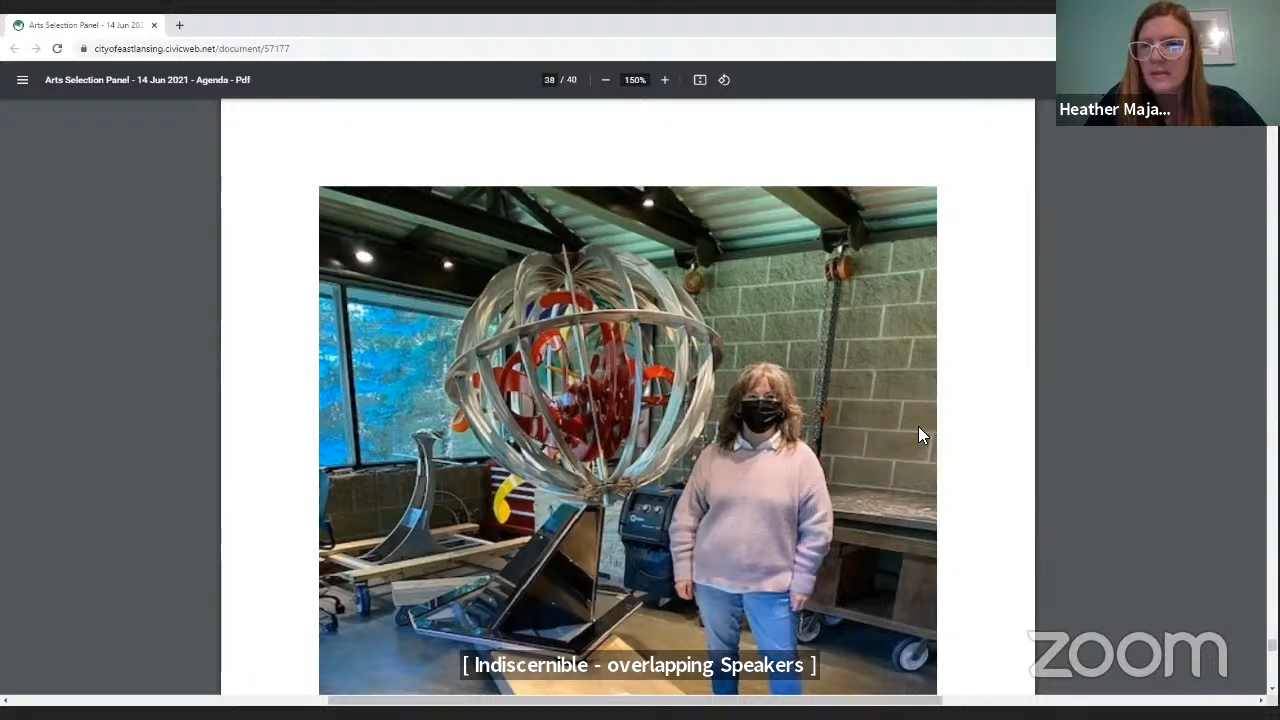 Arts Selection Panel - 14 Jun 202
cityofeastlansing.civicweb.net/document/57177
Arts Selection Panel - 14 Jun 2021 - Agenda - Pdf
38 / 40
150%
Heather Maja...
[ Indiscernible - overlapping Speakers ]
zoom